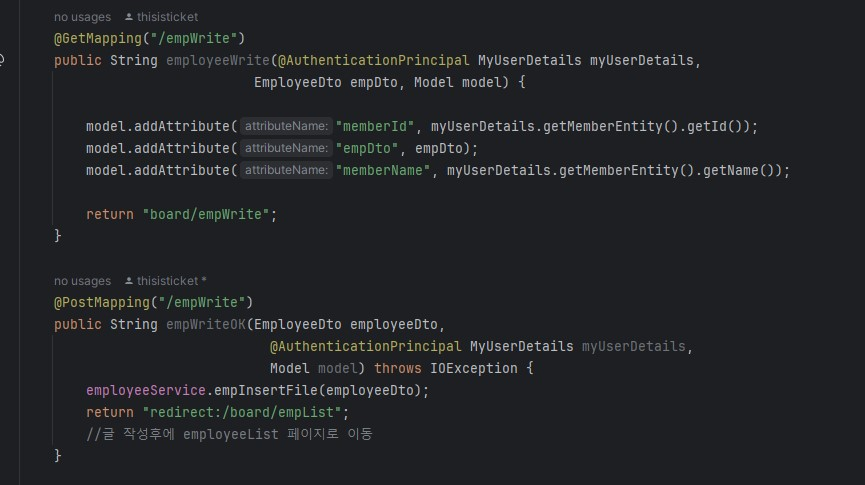 no usages thisisticket
@GetMapping("/empWrite")
public String employeeWrite(@AuthenticationPrincipal MyUserDetails myUserDetails,
EmployeeDto empDto, Model model) {
model.addAttribute( attributeName: "memberId", myUserDetails.getMemberEntity().getId());
model.addAttribute( attributeName: "empDto", empDto);
model.addAttribute( attributeName: "memberName", myUserDetails.getMemberEntity().getName());
return "board/empWrite";
}
no usages thisisticket *
@PostMapping("/empWrite")
public String empWriteOK(EmployeeDto employeeDto,
@AuthenticationPrincipal MyUserDetails myUserDetails,
Model model) throws IOException {
employeeService.empInsertFile(employeeDto);
return "redirect:/board/empList";
//글 작성후에 employeeList 페이지로 이동
}